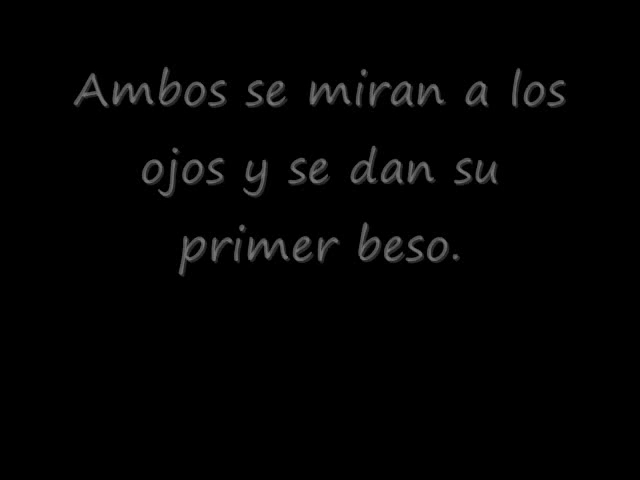 Ambos se miran a los
ojos y se dan su
primer beso.